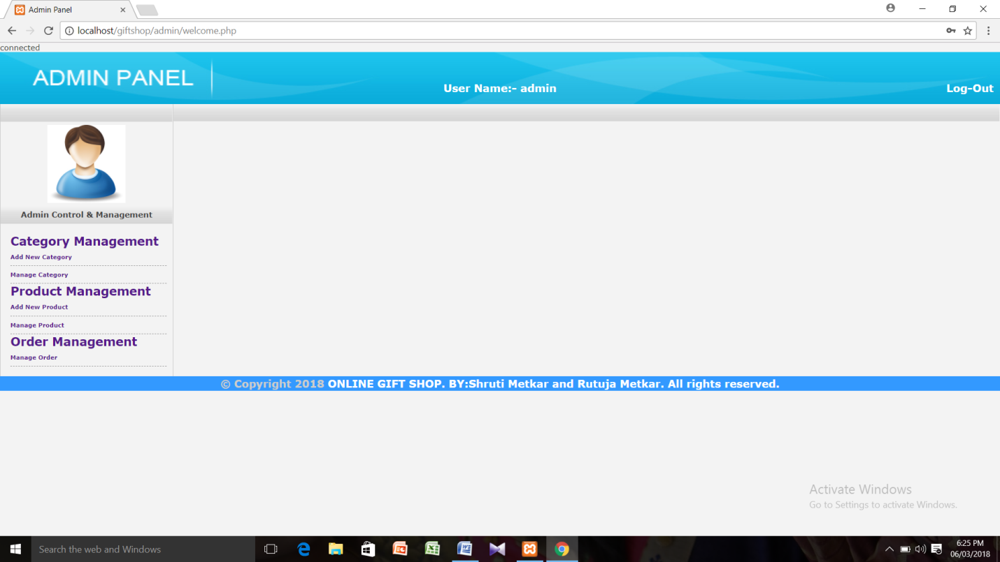 Admin Panel
localhost/giftshop/admin/welcome.php
connected
ADMIN PANEL
User Name:- admin
Log-Out
Admin Control & Management
Category Management
Add New Category
Manage Category
Product Management
Add New Product
Manage Product
Order Management
Manage Order
© Copyright 2018 ONLINE GIFT SHOP. BY:Shruti Metkar and Rutuja Metkar. All rights reserved.
Activate Windows
Go to Settings to activate Windows.
Search the web and Windows
6:25 PM
06/03/2018